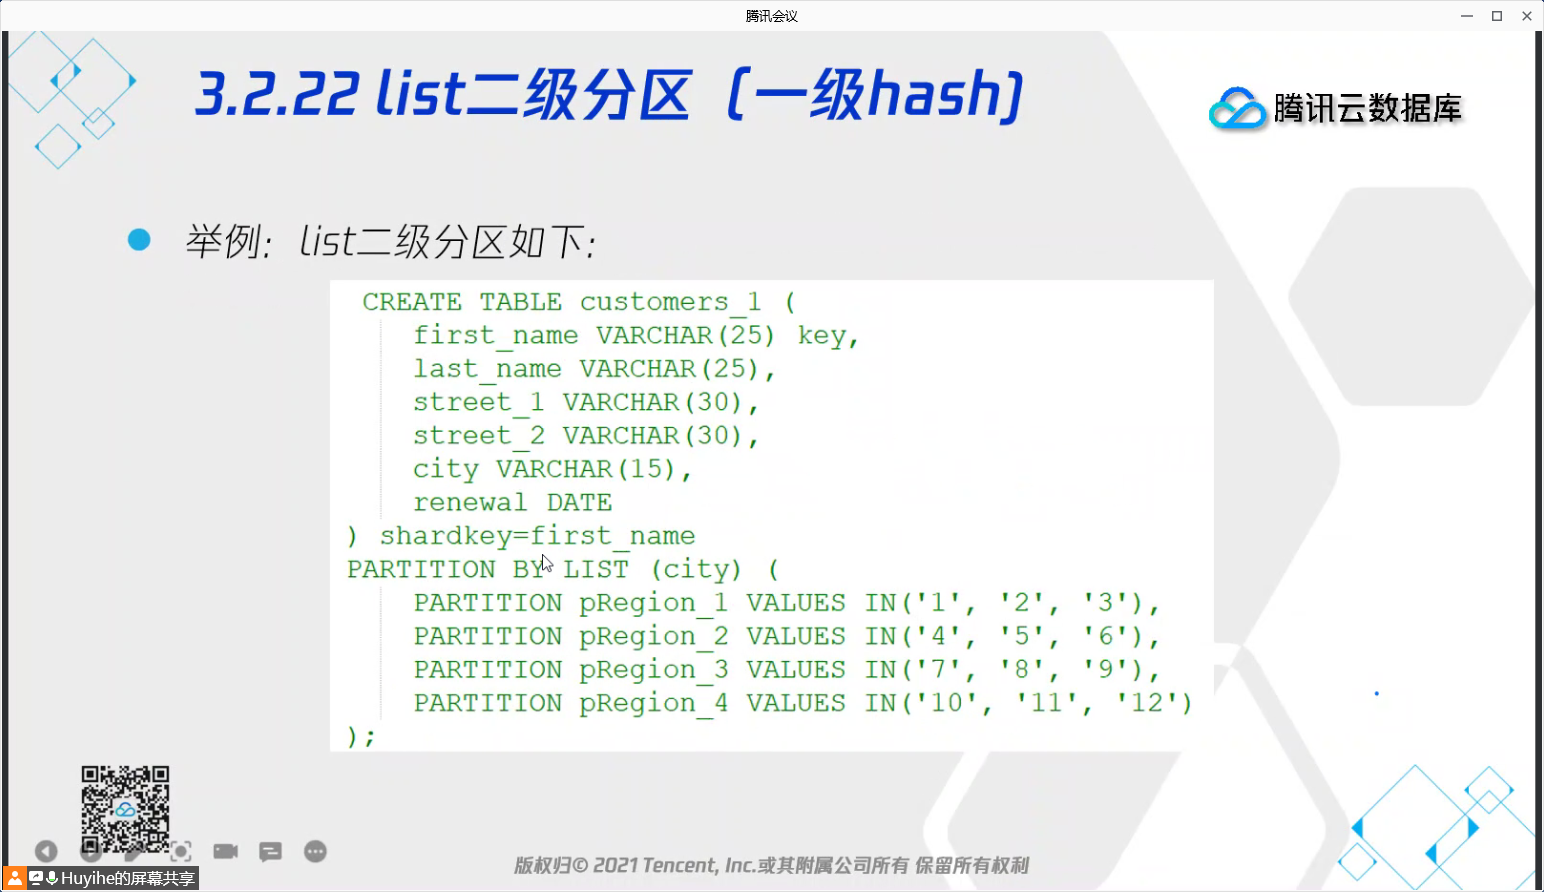 腾讯会议
3.2.22 list二级分区（一级hash）
腾讯云数据库
举例：list二级分区如下：
CREATE TABLE customers_1 (
first_name VARCHAR(25) key,
last_name VARCHAR(25),
street_1 VARCHAR(30),
street_2 VARCHAR(30),
city VARCHAR(15),
renewal DATE
) shardkey=first_name
PARTITION BY LIST (city) (
PARTITION pRegion_1 VALUES IN('1', '2', '3'),
PARTITION pRegion_2 VALUES IN('4', '5', '6'),
PARTITION pRegion_3 VALUES IN('7', '8', '9'),
PARTITION pRegion_4 VALUES IN('10', '11', '12')
);
版权归© 2021 Tencent, Inc.或其附属公司所有 保留所有权利
Huyihe的屏幕共享